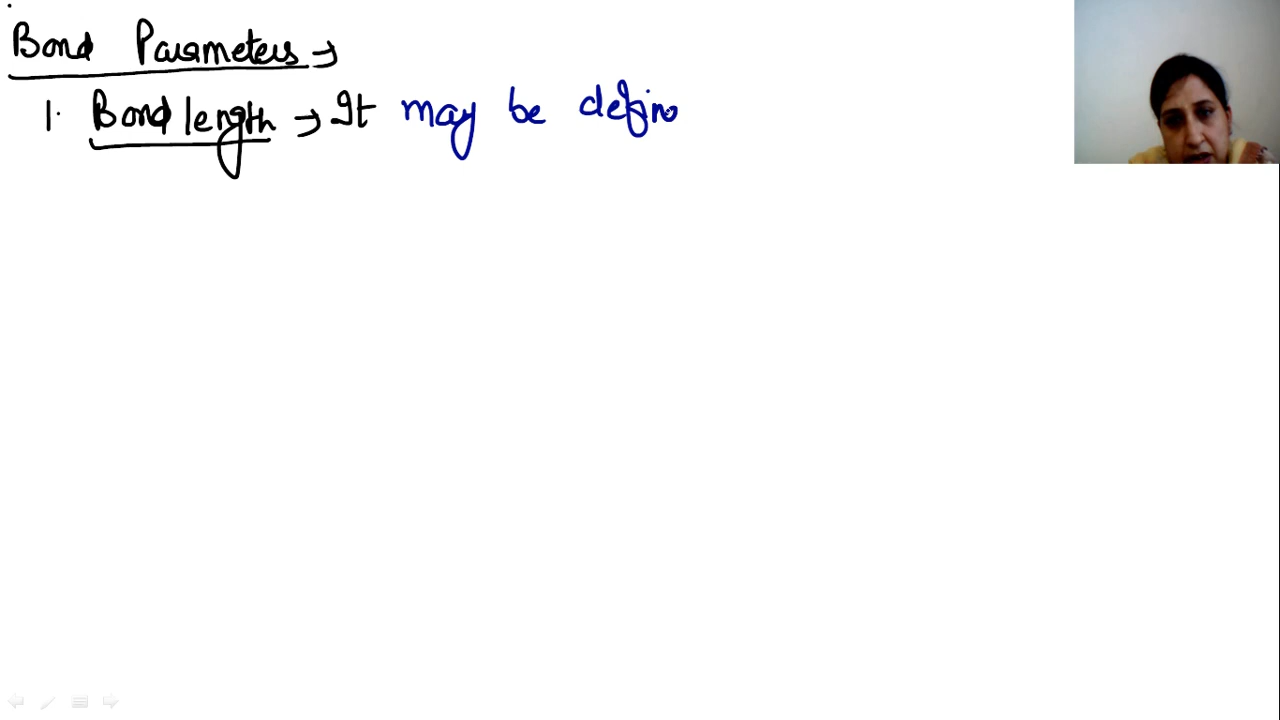 Bond Parameters →
1. Bond length → It may be defin